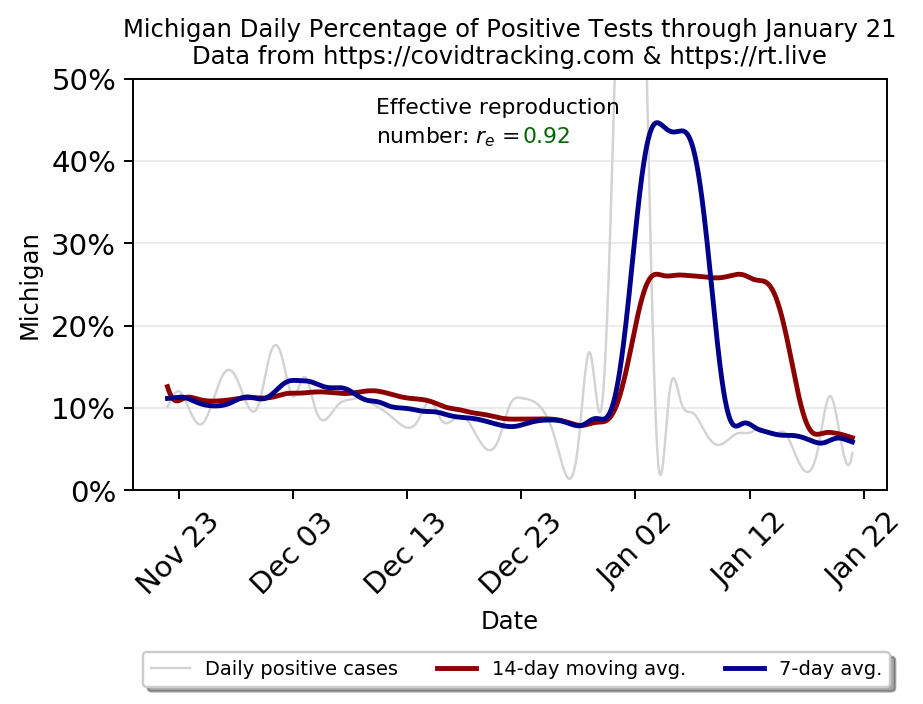 Michigan Daily Percentage of Positive Tests through January 21
Data from https://covidtracking.com & https://rt.live
50%
Effective reproduction
number: rₑ =0.92
40%
30%
Michigan
20%
10%
0%
Nov 23
Dec 03
Dec 13
Dec 23
Jan 02
Jan 12
Jan 22
Date
Daily positive cases
14-day moving avg.
7-day avg.